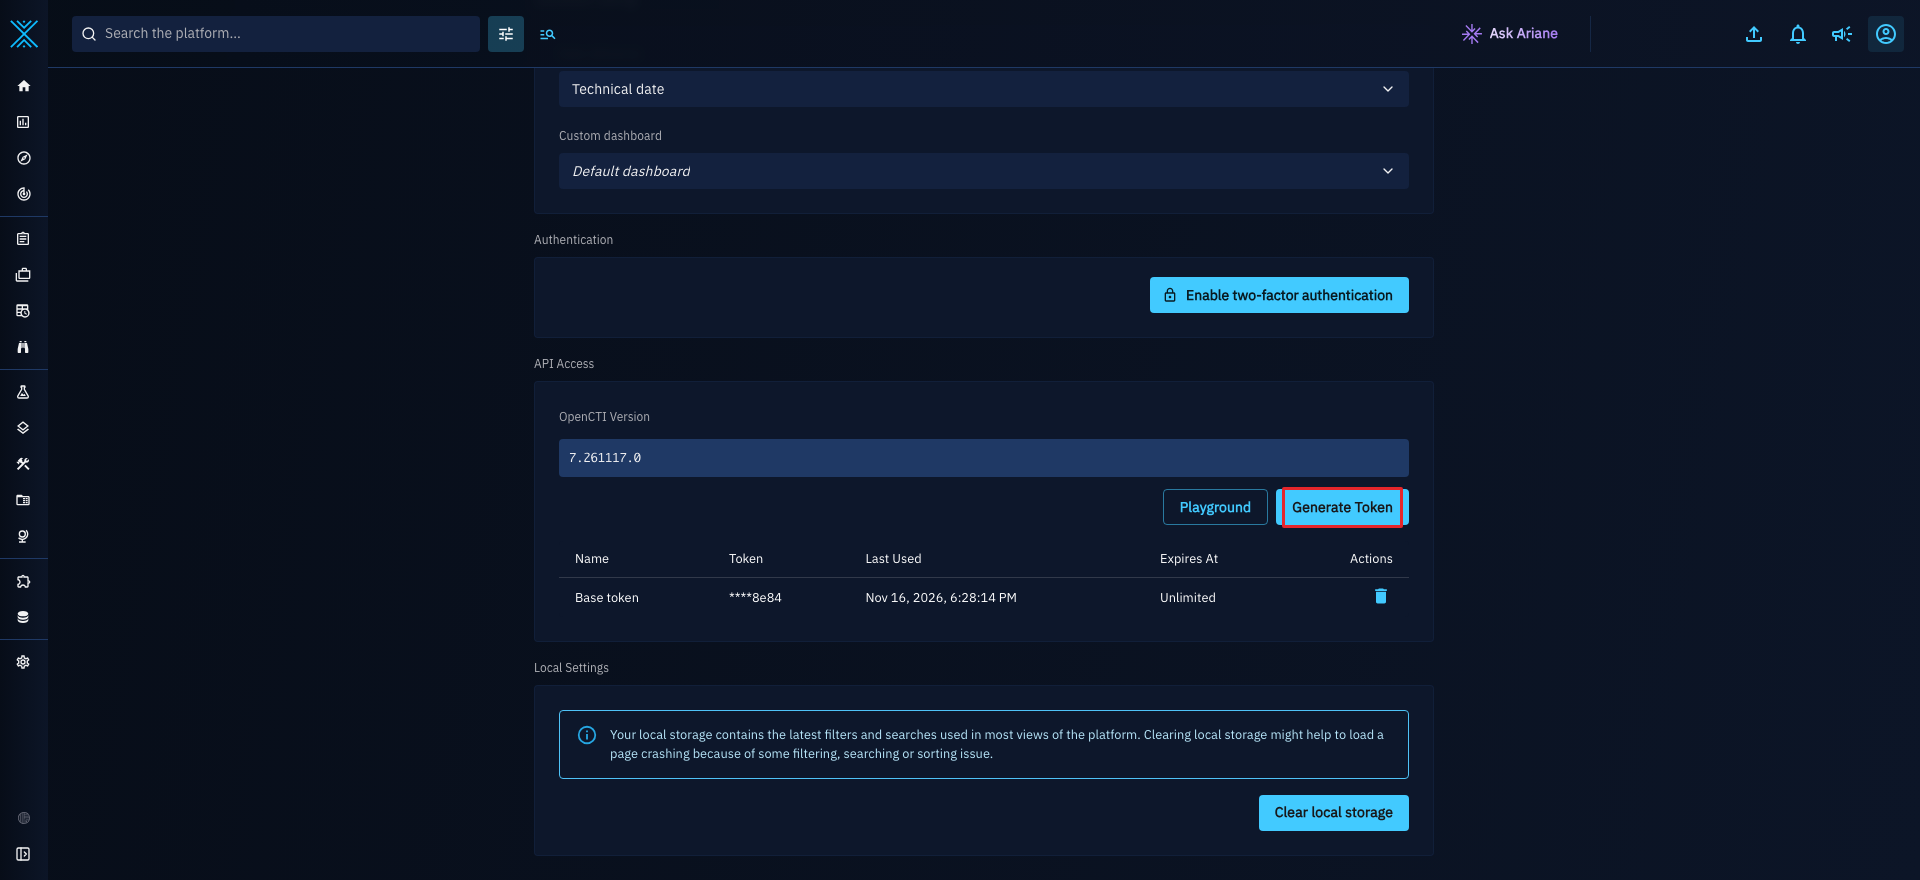 Search the platform...
Ask Ariane
Technical date
Custom dashboard
Default dashboard
Authentication
Enable two-factor authentication
API Access
OpenCTI Version
7.261117.0
Playground
Generate Token
Name Token Last Used Expires At Actions
Base token ****8e84 Nov 16, 2026, 6:28:14 PM Unlimited
Local Settings
Your local storage contains the latest filters and searches used in most views of the platform. Clearing local storage might help to load a
page crashing because of some filtering, searching or sorting issue.
Clear local storage